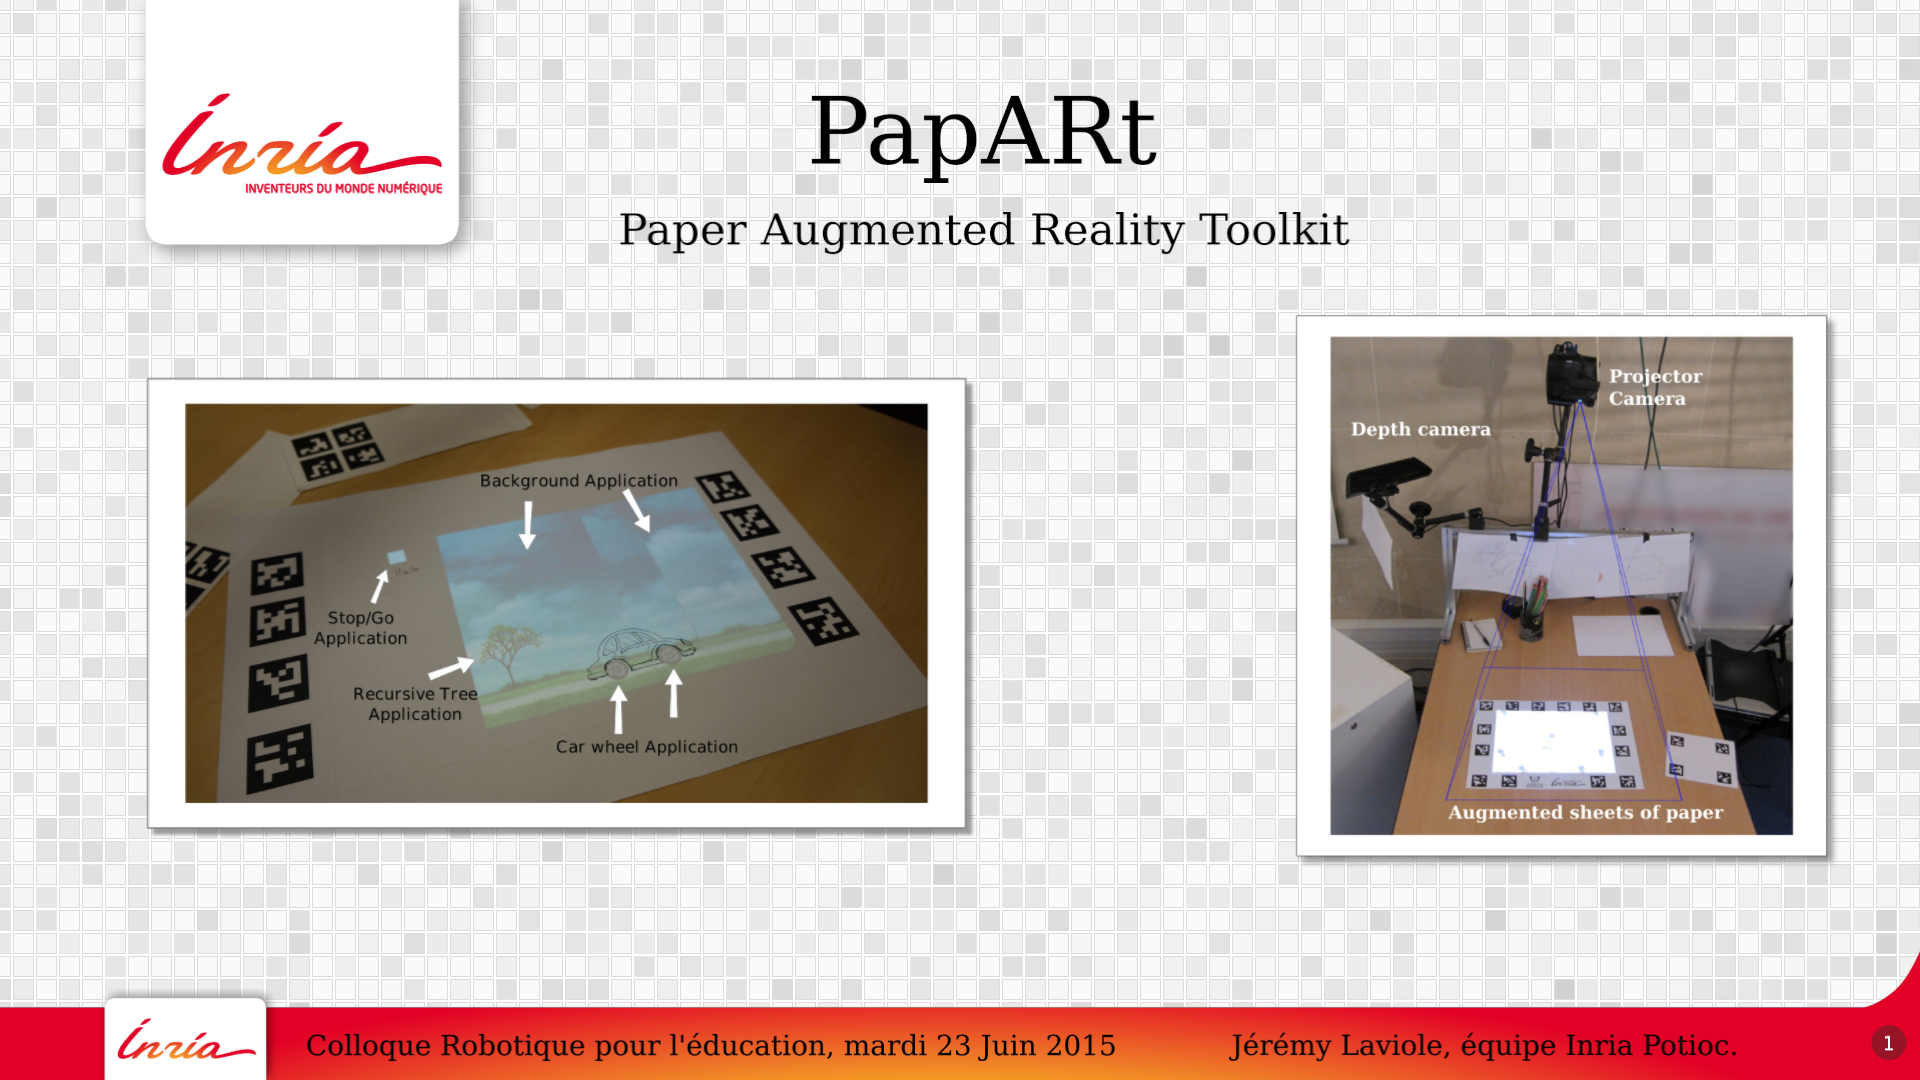 Inría
INVENTEURS DU MONDE NUMÉRIQUE
PapARt
Paper Augmented Reality Toolkit
Background Application
Stop/Go
Application
Recursive Tree
Application
Car wheel Application
Projector
Camera
Depth camera
Augmented sheets of paper
Inría
Colloque Robotique pour l'éducation, mardi 23 Juin 2015
Jérémy Laviole, équipe Inria Potioc.
1